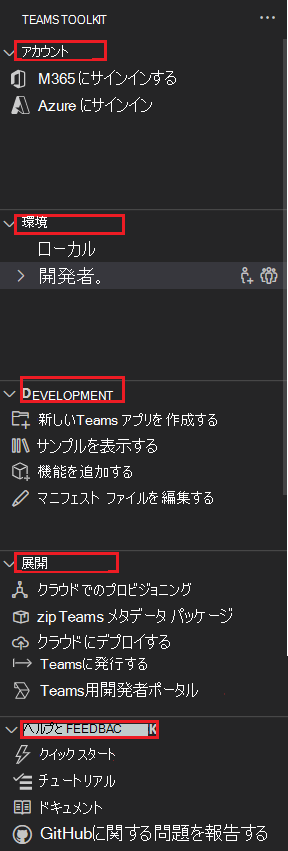 TEAMS TOOLKIT
アカウント
M365 にサインインする
Azure にサインイン
環境
ローカル
開発者。
DEVELOPMENT
新しいTeams アプリを作成する
サンプルを表示する
機能を追加する
マニフェスト ファイルを編集する
展開
クラウドでのプロビジョニング
zip Teams メタデータ パッケージ
クラウドにデプロイする
Teamsに発行する
Teams用開発者ポータル
ヘルプと FEEDBAC K
クイックスタート
チュートリアル
ドキュメント
GitHubに関する問題を報告する